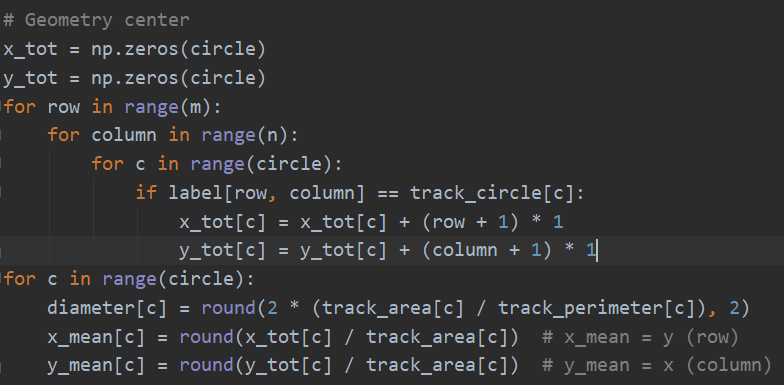 # Geometry center
x_tot = np.zeros(circle)
y_tot = np.zeros(circle)
for row in range(m):
    for column in range(n):
        for c in range(circle):
            if label[row, column] == track_circle[c]:
                x_tot[c] = x_tot[c] + (row + 1) * 1
                y_tot[c] = y_tot[c] + (column + 1) * 1
for c in range(circle):
    diameter[c] = round(2 * (track_area[c] / track_perimeter[c]), 2)
    x_mean[c] = round(x_tot[c] / track_area[c])  # x_mean = y (row)
    y_mean[c] = round(y_tot[c] / track_area[c])  # y_mean = x (column)